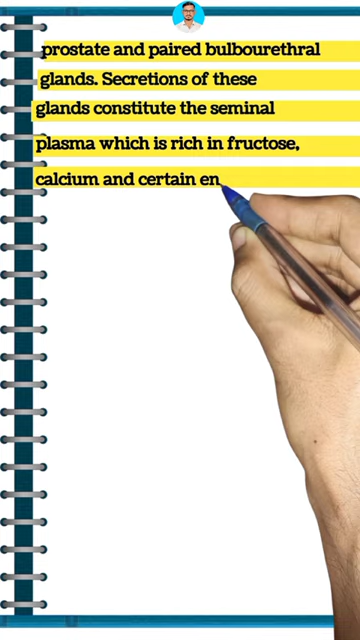 prostate and paired bulbourethral
glands. Secretions of these
glands constitute the seminal
plasma which is rich in fructose,
calcium and certain en